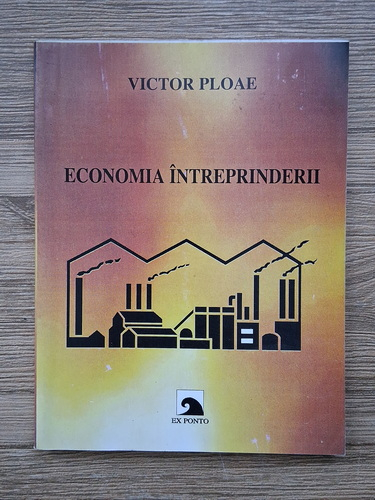 VICTOR PLOAE
ECONOMIA ÎNTREPRINDERII
EX PONTO